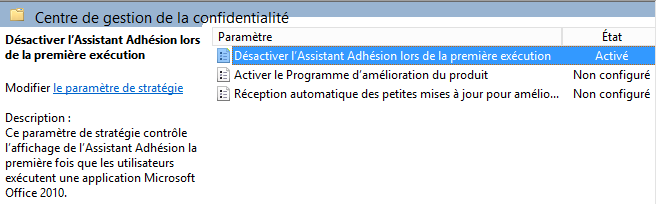 Centre de gestion de la confidentialité
Désactiver l'Assistant Adhésion lors
de la première exécution
Modifier le paramètre de stratégie
Description :
Ce paramètre de stratégie contrôle
l'affichage de l'Assistant Adhésion la
première fois que les utilisateurs
exécutent une application Microsoft
Office 2010.
Paramètre État
Désactiver l'Assistant Adhésion lors de la première exécution Activé
Activer le Programme d'amélioration du produit Non configuré
Réception automatique des petites mises à jour pour amélio... Non configuré